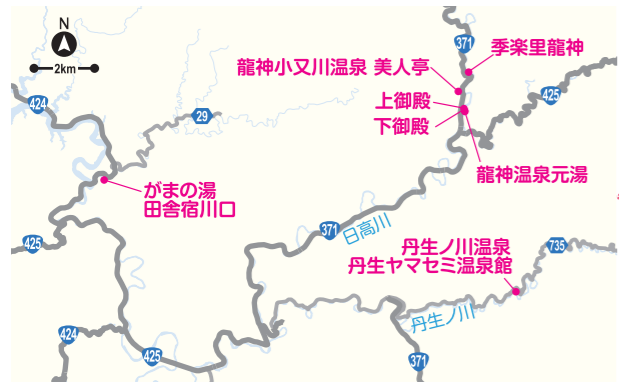 N
2km
371
季楽里龍神
龍神小又川温泉 美人亭
424
425
上御殿
29
下御殿
龍神温泉元湯
がまの湯
田舎宿川口
371
日高川
425
丹生ノ川温泉
735
丹生ヤマセミ温泉館
丹生ノ川
424
425
371